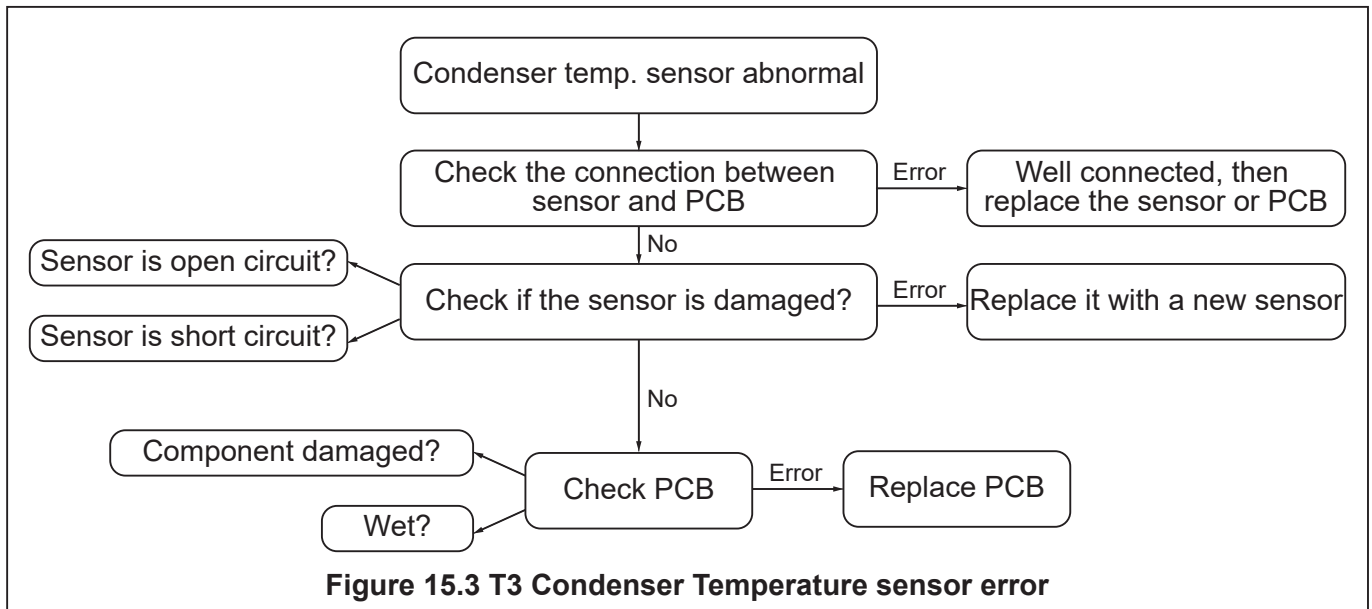 Condenser temp. sensor abnormal
Check the connection between
sensor and PCB
Error
Well connected, then
replace the sensor or PCB
No
Sensor is open circuit?
Sensor is short circuit?
Check if the sensor is damaged?
Error
Replace it with a new sensor
No
Component damaged?
Wet?
Check PCB
Error
Replace PCB
Figure 15.3 T3 Condenser Temperature sensor error